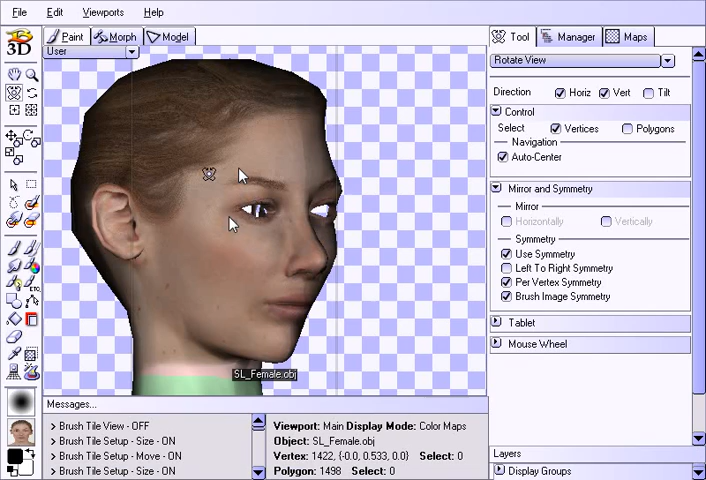 File Edit Viewports Help
3D
Paint Morph Model
User
Tool Manager Maps
Rotate View
Direction Horiz Vert Tilt
Control
Select Vertices Polygons
Navigation
Auto-Center
Mirror and Symmetry
Mirror
Horizontally Vertically
Symmetry
Use Symmetry
Left To Right Symmetry
Per Vertex Symmetry
Brush Image Symmetry
Tablet
Mouse Wheel
ETC
SL_Female.obj
Messages...
> Brush Tile View - OFF
> Brush Tile Setup - Size - ON
> Brush Tile Setup - Move - ON
> Brush Tile Setup - Size - ON
Viewport: Main Display Mode: Color Maps
Object: SL_Female.obj
Vertex: 1422, {-0.0, 0.533, 0.0} Select: 0
Polygon: 1498 Select: 0
Layers
Display Groups